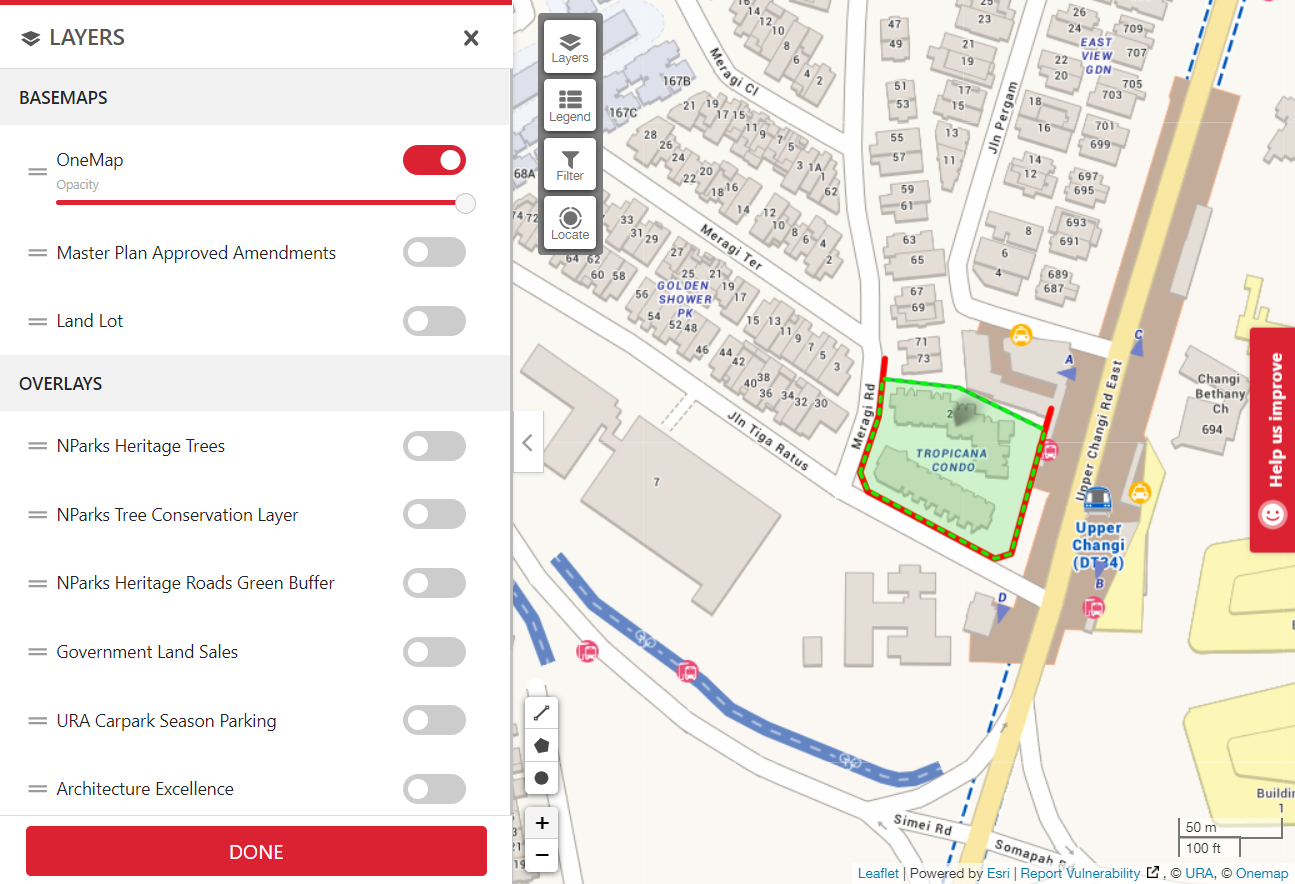 LAYERS
BASEMAPS
OneMap
Opacity
Master Plan Approved Amendments
Land Lot
OVERLAYS
NParks Heritage Trees
NParks Tree Conservation Layer
NParks Heritage Roads Green Buffer
Government Land Sales
URA Carpark Season Parking
Architecture Excellence
DONE
Layers
Legend
Filter
Locate
167B
167C
68A
Meragi Cl
Meragi Ter
GOLDEN
SHOWER
PK
Jln Tiga Ratus
Meragi Rd
Jln Pergam
EAST
VIEW
GDN
47
49
51
53
55
57
59
61
63
65
67
69
71
73
25
23
21
19
17
15
13
11
26
24
22
20
18
16
14
12
8
6
4
709
707
705
703
701
699
697
695
693
691
689
687
14
12
10
8
6
4
2
21
19
17
15
11
9
7
5
3
1A
62
28
26
24
22
20
18
16
14
12
10
8
6
4
2
74
72
33
31
29
27
25
21
19
17
15
13
11
9
7
5
3
64
62
60
58
56
54
52
48
46
44
42
40
38
36
34
32
30
7
TROPICANA
CONDO
Upper Changi Rd East
A
C
Changi
Bethany
Ch
694
Upper
Changi
(DT34)
B
D
Simei Rd
Somapah Rd
Buildin
1
Help us improve
+
−
50 m
100 ft
Leaflet | Powered by Esri | Report Vulnerability , © URA, © Onemap